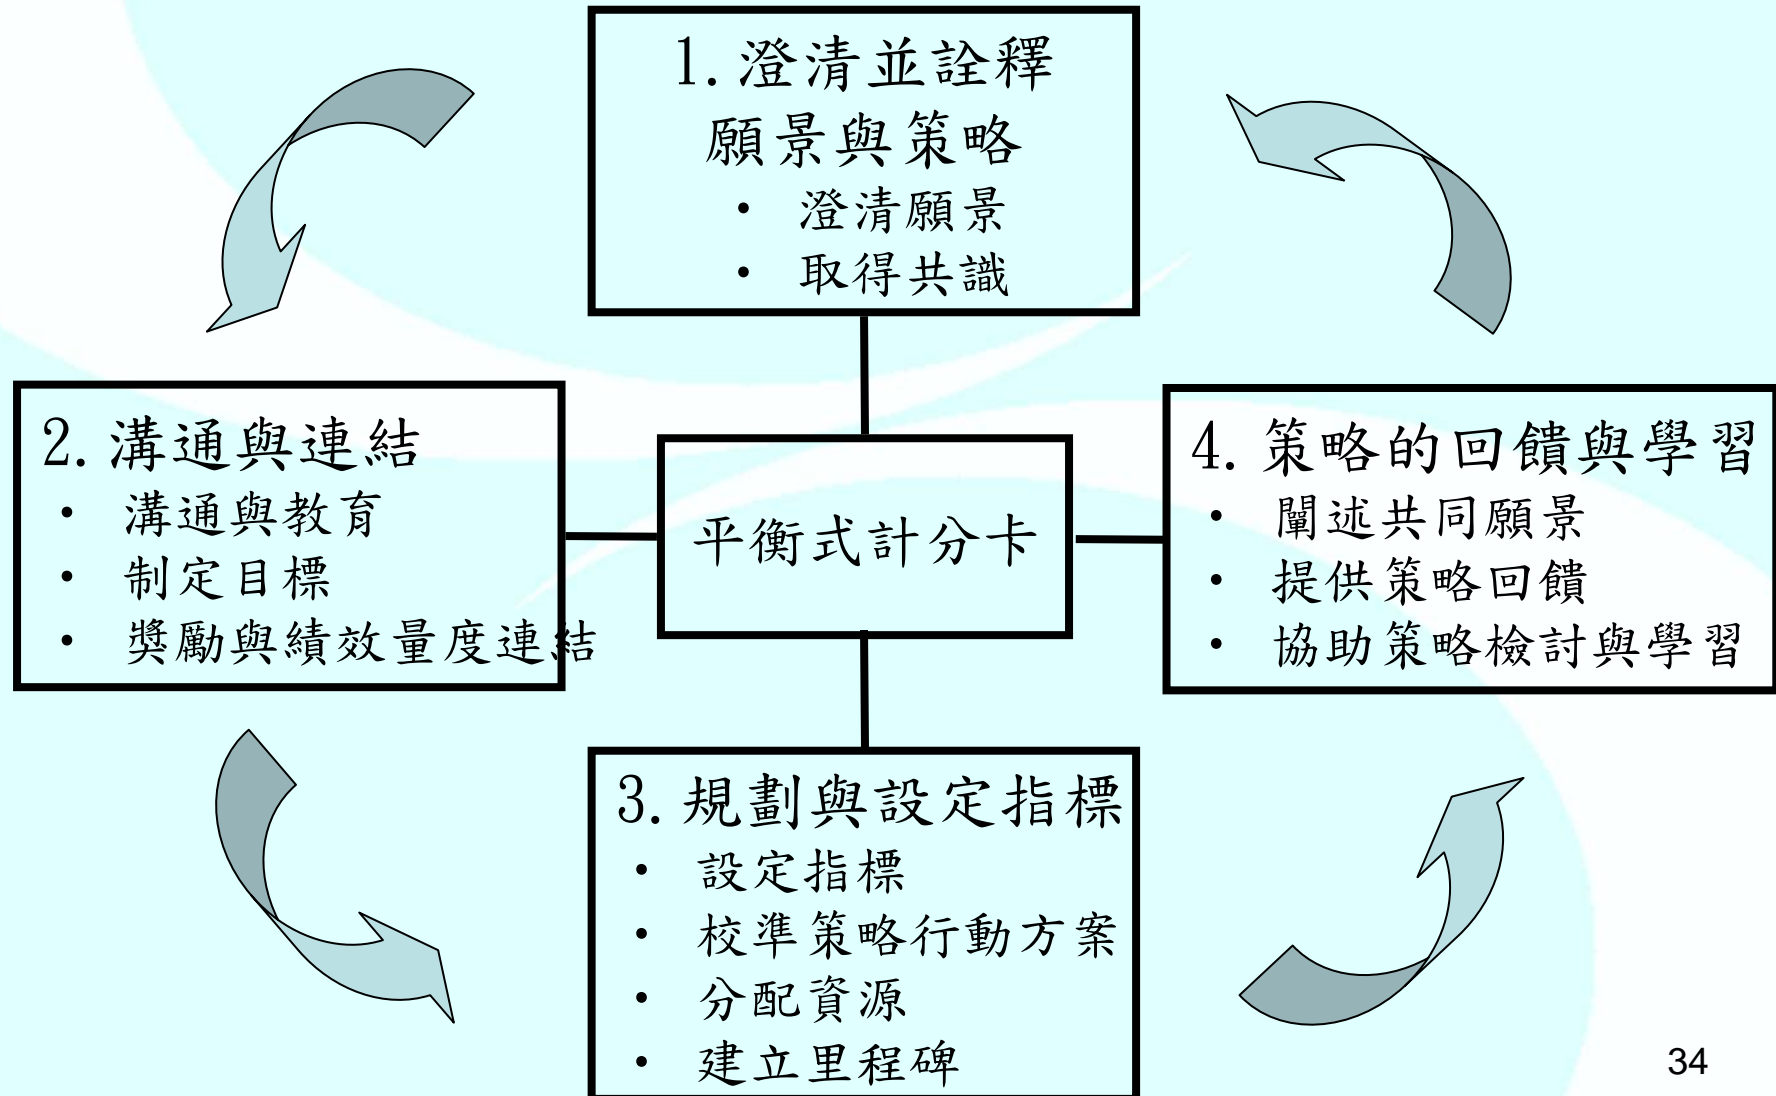 1.澄清並詮釋
願景與策略
• 澄清願景
• 取得共識
2.溝通與連結
• 溝通與教育
• 制定目標
• 獎勵與績效量度連結
平衡式計分卡
4.策略的回饋與學習
• 闡述共同願景
• 提供策略回饋
• 協助策略檢討與學習
3.規劃與設定指標
• 設定指標
• 校準策略行動方案
• 分配資源
• 建立里程碑
34